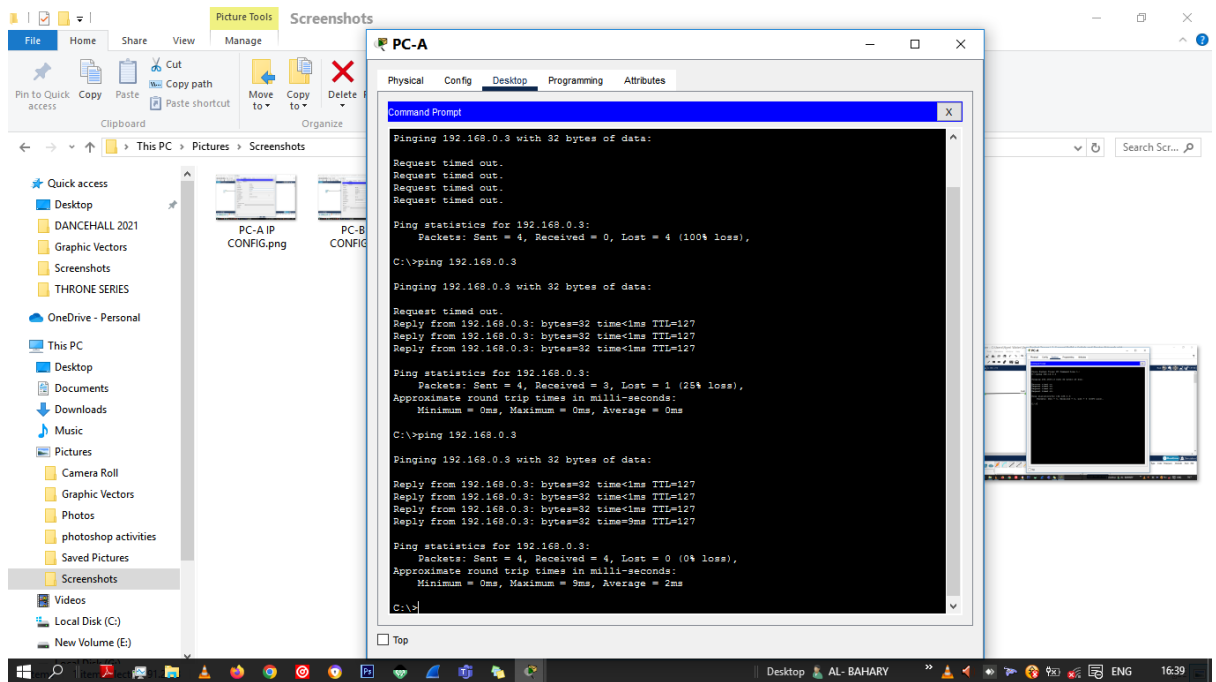 Picture Tools Screenshots
File Home Share View Manage
Pin to Quick access
Copy
Paste
Cut
Copy path
Paste shortcut
Move to
Copy to
Delete
Clipboard
Organize
This PC > Pictures > Screenshots
Search Scr...
Quick access
Desktop
DANCEHALL 2021
Graphic Vectors
Screenshots
THRONE SERIES
OneDrive - Personal
This PC
Desktop
Documents
Downloads
Music
Pictures
Camera Roll
Graphic Vectors
Photos
photoshop activities
Saved Pictures
Screenshots
Videos
Local Disk (C:)
New Volume (E:)
PC-A IP
CONFIG.png
PC-B
CONFIG
PC-A
Physical Config Desktop Programming Attributes
Command Prompt X
Pinging 192.168.0.3 with 32 bytes of data:
Request timed out.
Request timed out.
Request timed out.
Request timed out.
Ping statistics for 192.168.0.3:
Packets: Sent = 4, Received = 0, Lost = 4 (100% loss),
C:\>ping 192.168.0.3
Pinging 192.168.0.3 with 32 bytes of data:
Request timed out.
Reply from 192.168.0.3: bytes=32 time<1ms TTL=127
Reply from 192.168.0.3: bytes=32 time<1ms TTL=127
Reply from 192.168.0.3: bytes=32 time<1ms TTL=127
Ping statistics for 192.168.0.3:
Packets: Sent = 4, Received = 3, Lost = 1 (25% loss),
Approximate round trip times in milli-seconds:
Minimum = 0ms, Maximum = 0ms, Average = 0ms
C:\>ping 192.168.0.3
Pinging 192.168.0.3 with 32 bytes of data:
Reply from 192.168.0.3: bytes=32 time<1ms TTL=127
Reply from 192.168.0.3: bytes=32 time<1ms TTL=127
Reply from 192.168.0.3: bytes=32 time<1ms TTL=127
Reply from 192.168.0.3: bytes=32 time=9ms TTL=127
Ping statistics for 192.168.0.3:
Packets: Sent = 4, Received = 4, Lost = 0 (0% loss),
Approximate round trip times in milli-seconds:
Minimum = 0ms, Maximum = 9ms, Average = 2ms
C:\>
Top
Desktop AL- BAHARY ENG 16:39